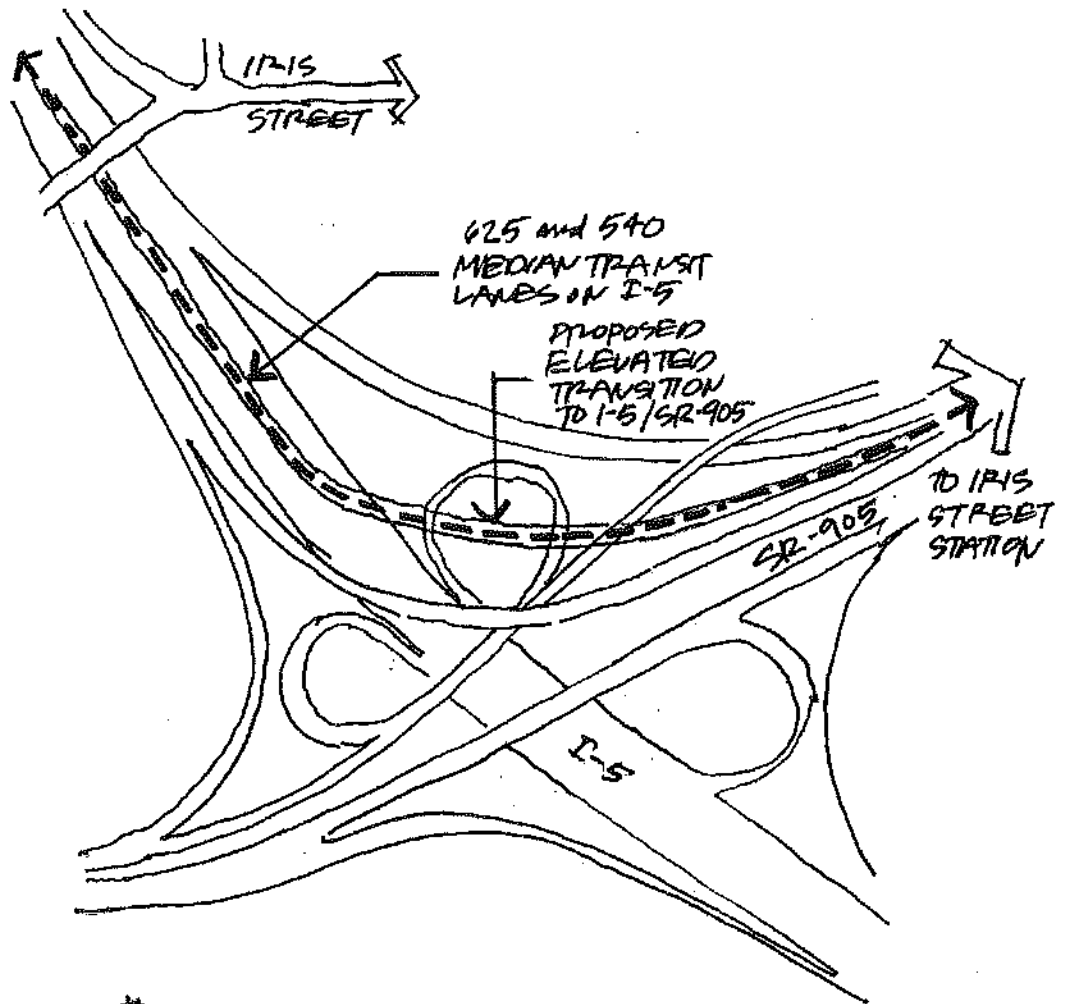 IRIS
STREET
625 and 540
MEDIAN TRANSIT
LANES ON I-5
PROPOSED
ELEVATED
TRANSITION
TO I-5/SR-905
TO IRIS
STREET
STATION
SR-905
I-5